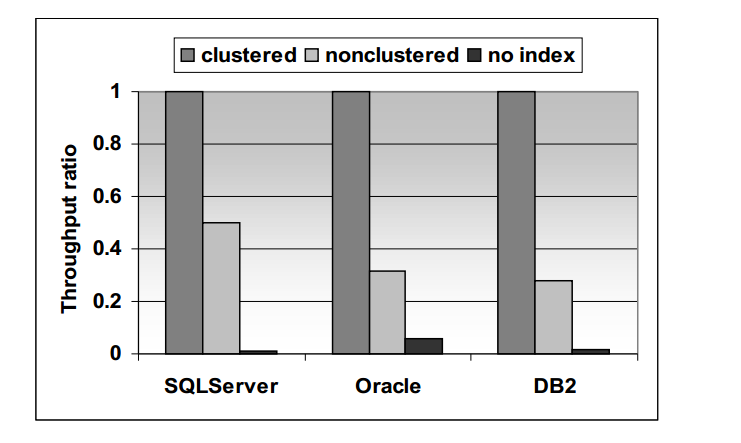 clustered nonclustered no index
1
0.8
0.6
0.4
0.2
0
Throughput ratio
SQLServer Oracle DB2